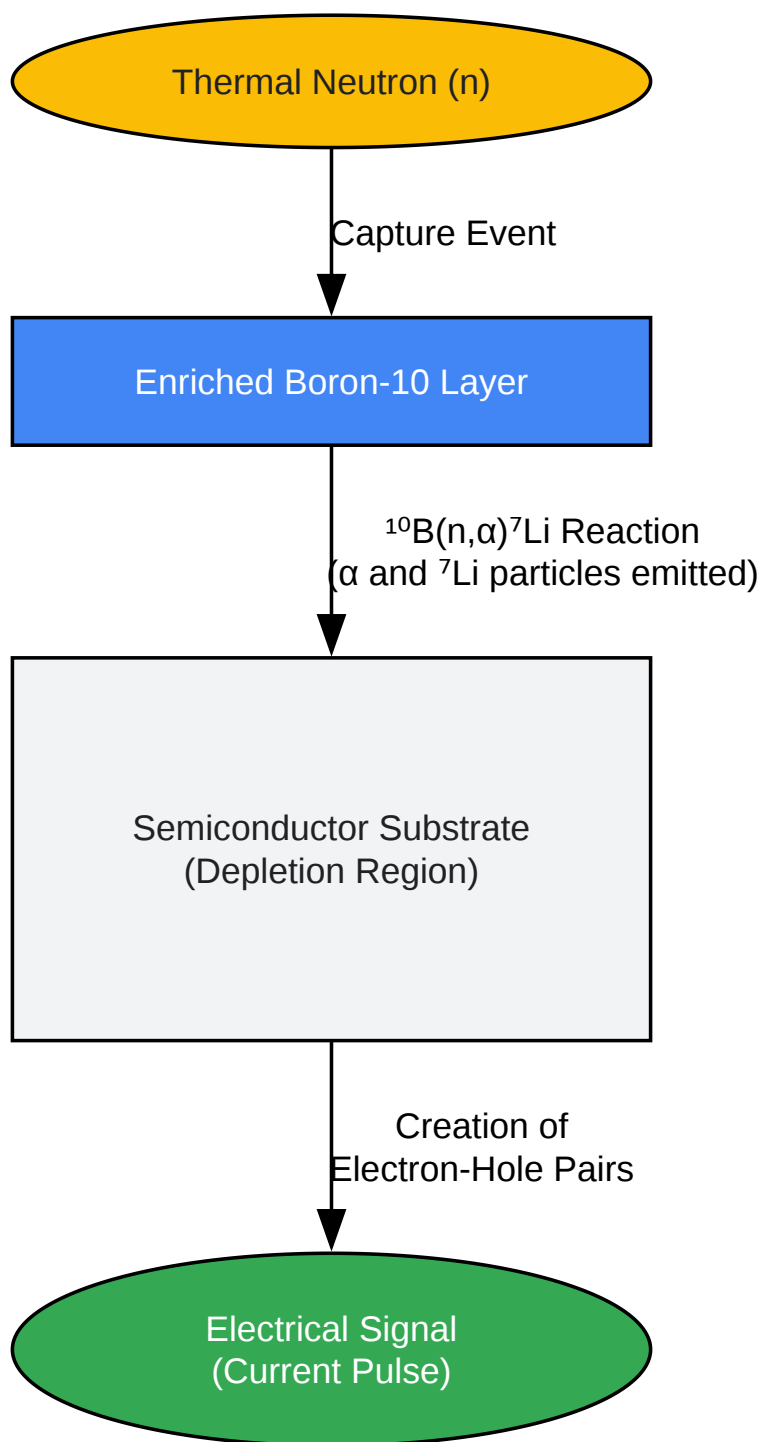 Thermal Neutron (n)
Capture Event
Enriched Boron-10 Layer
¹⁰B(n,α)⁷Li Reaction
(α and ⁷Li particles emitted)
Semiconductor Substrate
(Depletion Region)
Creation of
Electron-Hole Pairs
Electrical Signal
(Current Pulse)